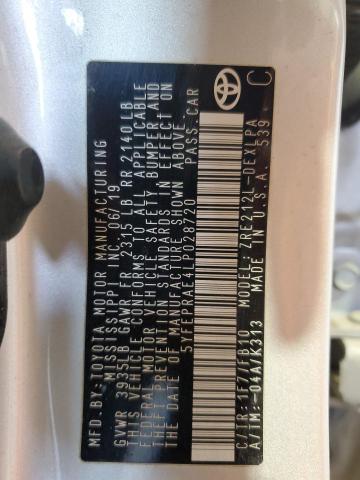 MFD.BY: TOYOTA MOTOR MANUFACTURING
MISSISSIPPI, INC. 06/19
GVWR 3935LB GAWR FR 2315 RR 2140LB
THIS VEHICLE CONFORMS TO ALL APPLICABLE
FEDERAL MOTOR VEHICLE SAFETY, BUMPER AND
THEFT PREVENTION STANDARDS IN EFFECT ON
THE DATE OF MANUFACTURE SHOWN ABOVE.
5YFEPRAE4LP028720 PASS. CAR
C/TR: 1F7/FB10
MODEL: ZRE212L-DEXLPA
A/TM: -04A/K313 MADE IN U.S.A. 539
C